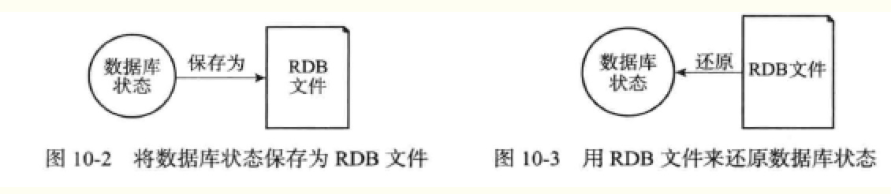 数据库
状态
保存为
RDB
文件
图 10-2 将数据库状态保存为 RDB 文件
数据库
状态
还原
RDB文件
图 10-3 用 RDB 文件来还原数据库状态